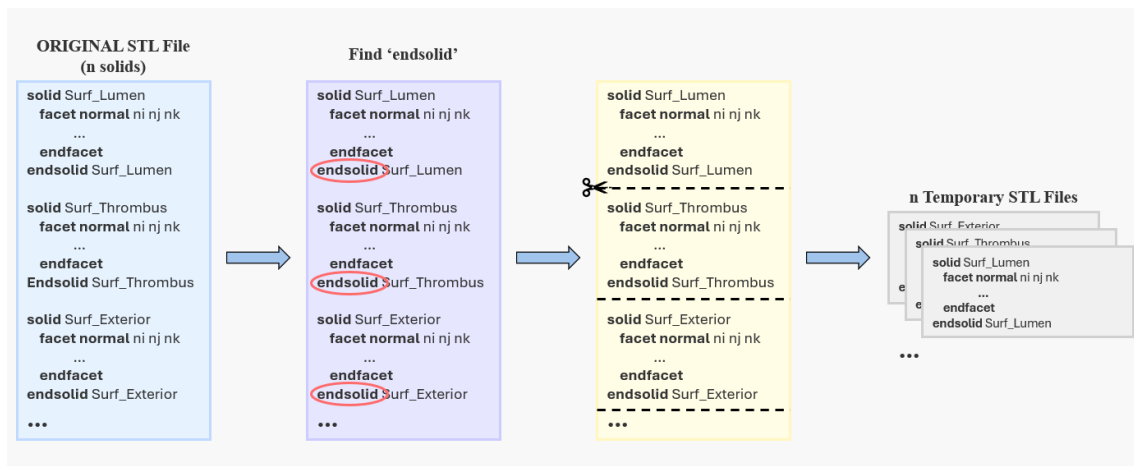 ORIGINAL STL File
(n solids)
solid Surf_Lumen
facet normal ni nj nk
...
endfacet
endsolid Surf_Lumen
solid Surf_Thrombus
facet normal ni nj nk
...
endfacet
Endsolid Surf_Thrombus
solid Surf_Exterior
facet normal ni nj nk
...
endfacet
endsolid Surf_Exterior
...
Find ‘endsolid’
solid Surf_Lumen
facet normal ni nj nk
...
endfacet
endsolid Surf_Lumen
solid Surf_Thrombus
facet normal ni nj nk
...
endfacet
endsolid Surf_Thrombus
solid Surf_Exterior
facet normal ni nj nk
...
endfacet
endsolid Surf_Exterior
...
solid Surf_Lumen
facet normal ni nj nk
...
endfacet
endsolid Surf_Lumen
solid Surf_Thrombus
facet normal ni nj nk
...
endfacet
endsolid Surf_Thrombus
solid Surf_Exterior
facet normal ni nj nk
...
endfacet
endsolid Surf_Exterior
...
n Temporary STL Files
solid Surf_Exterior
solid Surf_Thrombus
solid Surf_Lumen
facet normal ni nj nk
...
endfacet
endsolid Surf_Lumen
...